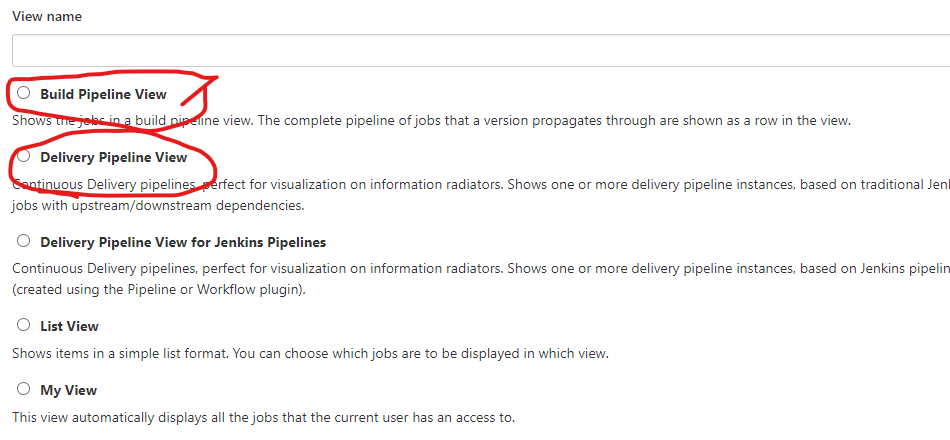 View name
Build Pipeline View
Shows the jobs in a build pipeline view. The complete pipeline of jobs that a version propagates through are shown as a row in the view.
Delivery Pipeline View
Continuous Delivery pipelines, perfect for visualization on information radiators. Shows one or more delivery pipeline instances, based on traditional Jen
jobs with upstream/downstream dependencies.
Delivery Pipeline View for Jenkins Pipelines
Continuous Delivery pipelines, perfect for visualization on information radiators. Shows one or more delivery pipeline instances, based on Jenkins pipelin
(created using the Pipeline or Workflow plugin).
List View
Shows items in a simple list format. You can choose which jobs are to be displayed in which view.
My View
This view automatically displays all the jobs that the current user has an access to.